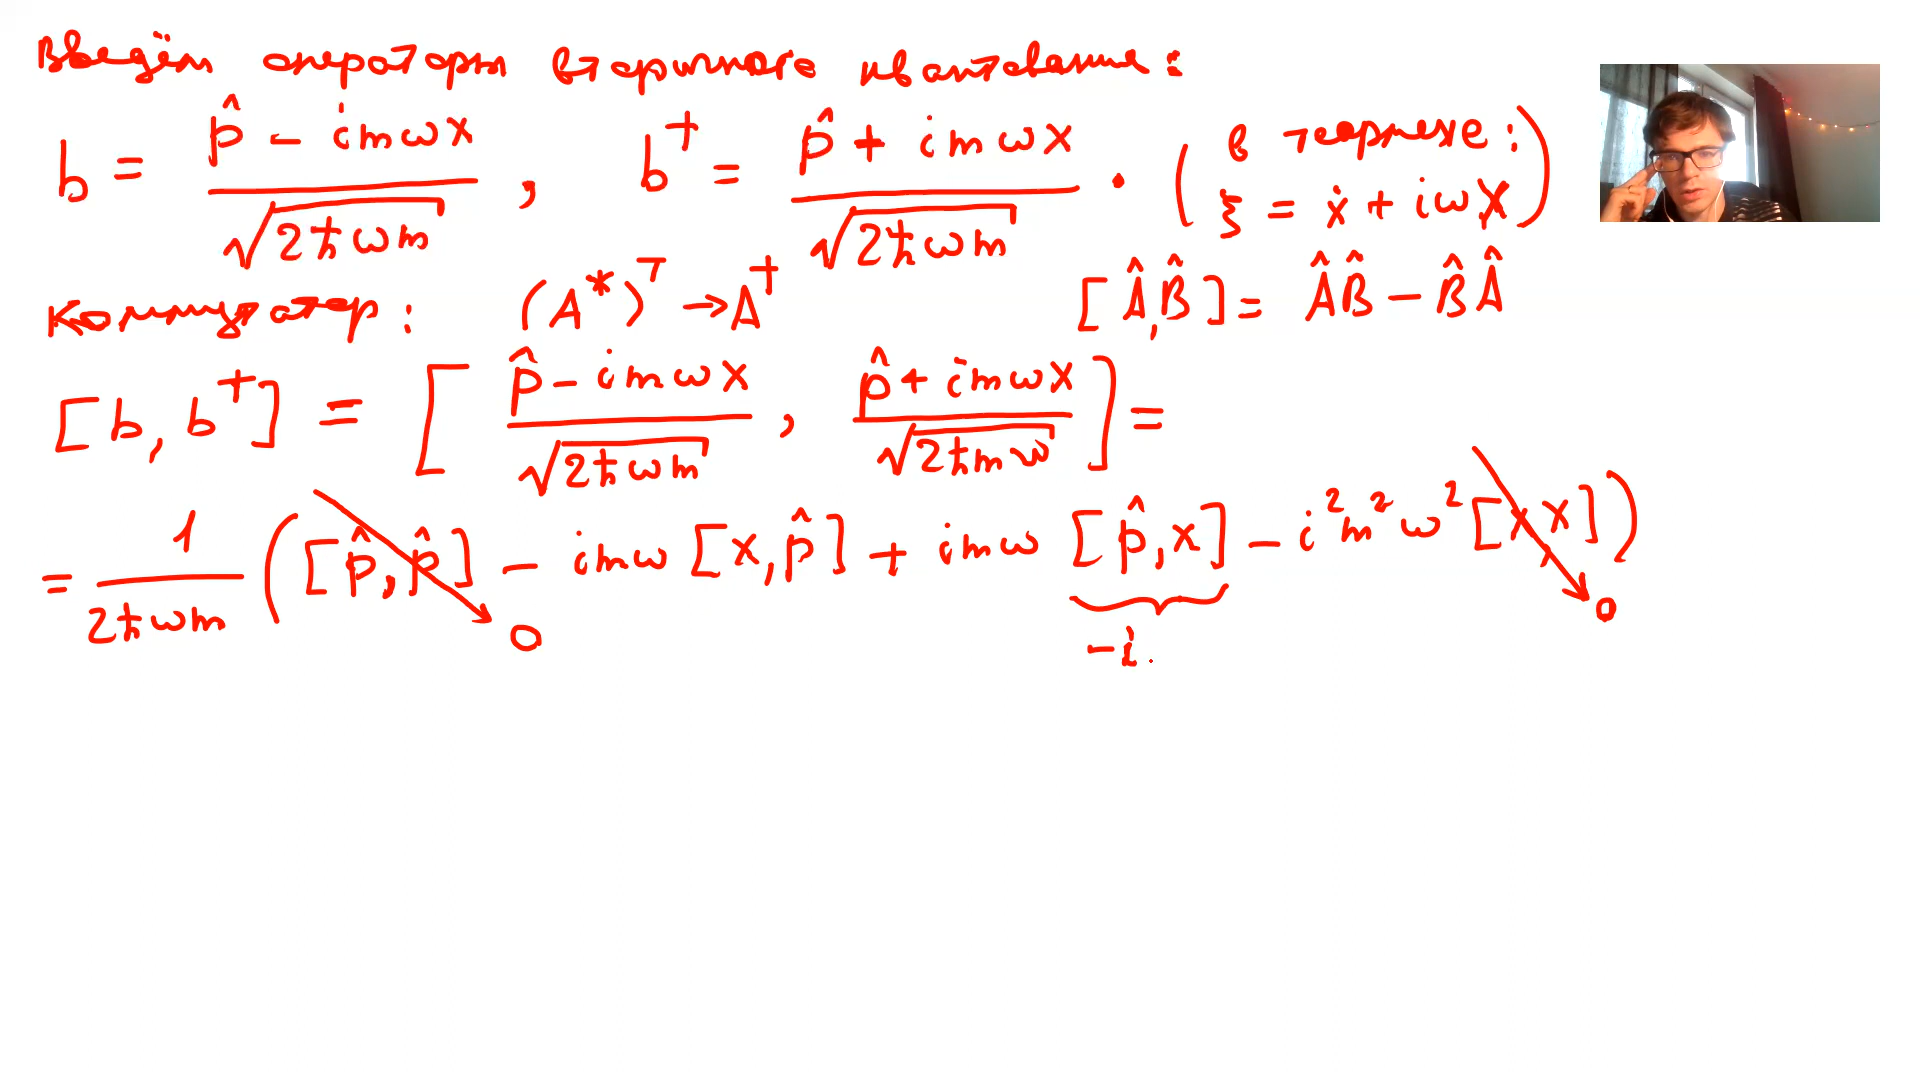 Введём операторы вторичного квантования:
b = (p̂ − imωx)/√(2ħωm) , b⁺ = (p̂ + imωx)/√(2ħωm) . (в теормехе: ξ = ẋ + iωx)
Коммутатор: (A*)ᵀ → A⁺ [Â,B̂] = ÂB̂ − B̂Â
[b, b⁺] = [(p̂ − imωx)/√(2ħωm) , (p̂ + imωx)/√(2ħmω)] =
= 1/(2ħωm) ([p̂,p̂] − imω [x,p̂] + imω [p̂,x] − i²m²ω² [x,x])
0 −i. 0